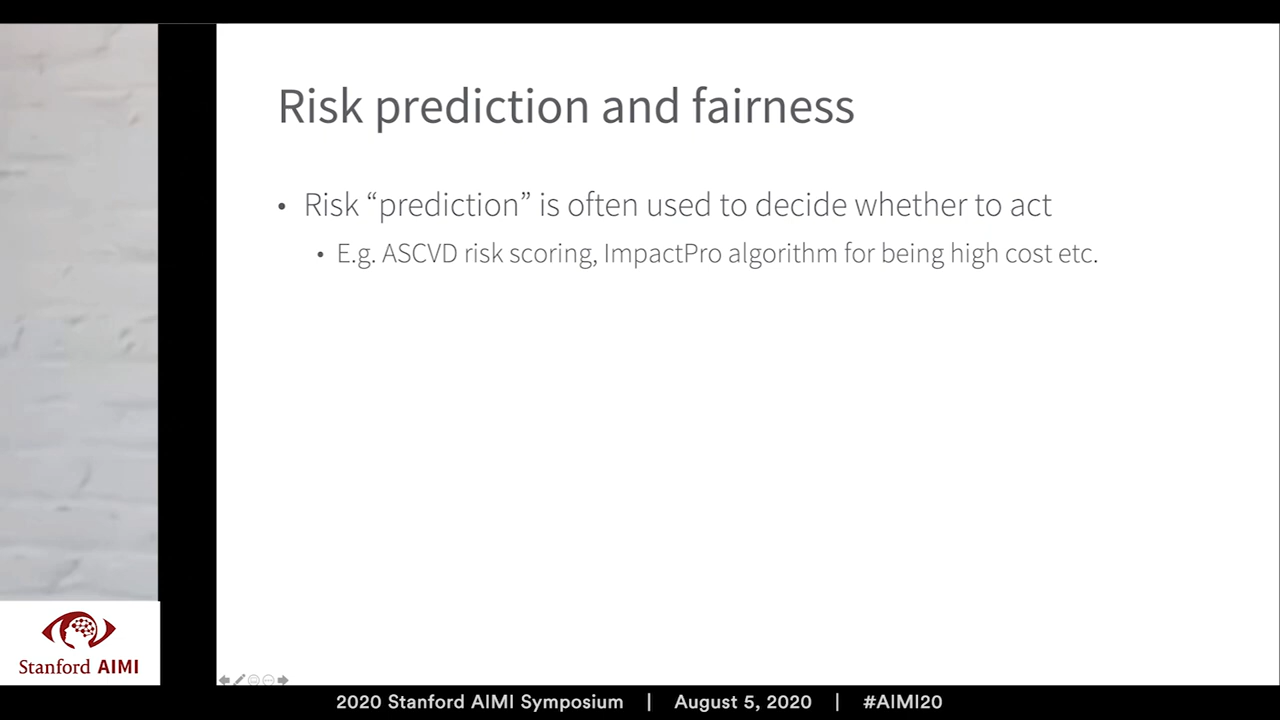 Risk prediction and fairness
• Risk “prediction” is often used to decide whether to act
• E.g. ASCVD risk scoring, ImpactPro algorithm for being high cost etc.
Stanford AIMI
2020 Stanford AIMI Symposium | August 5, 2020 | #AIMI20